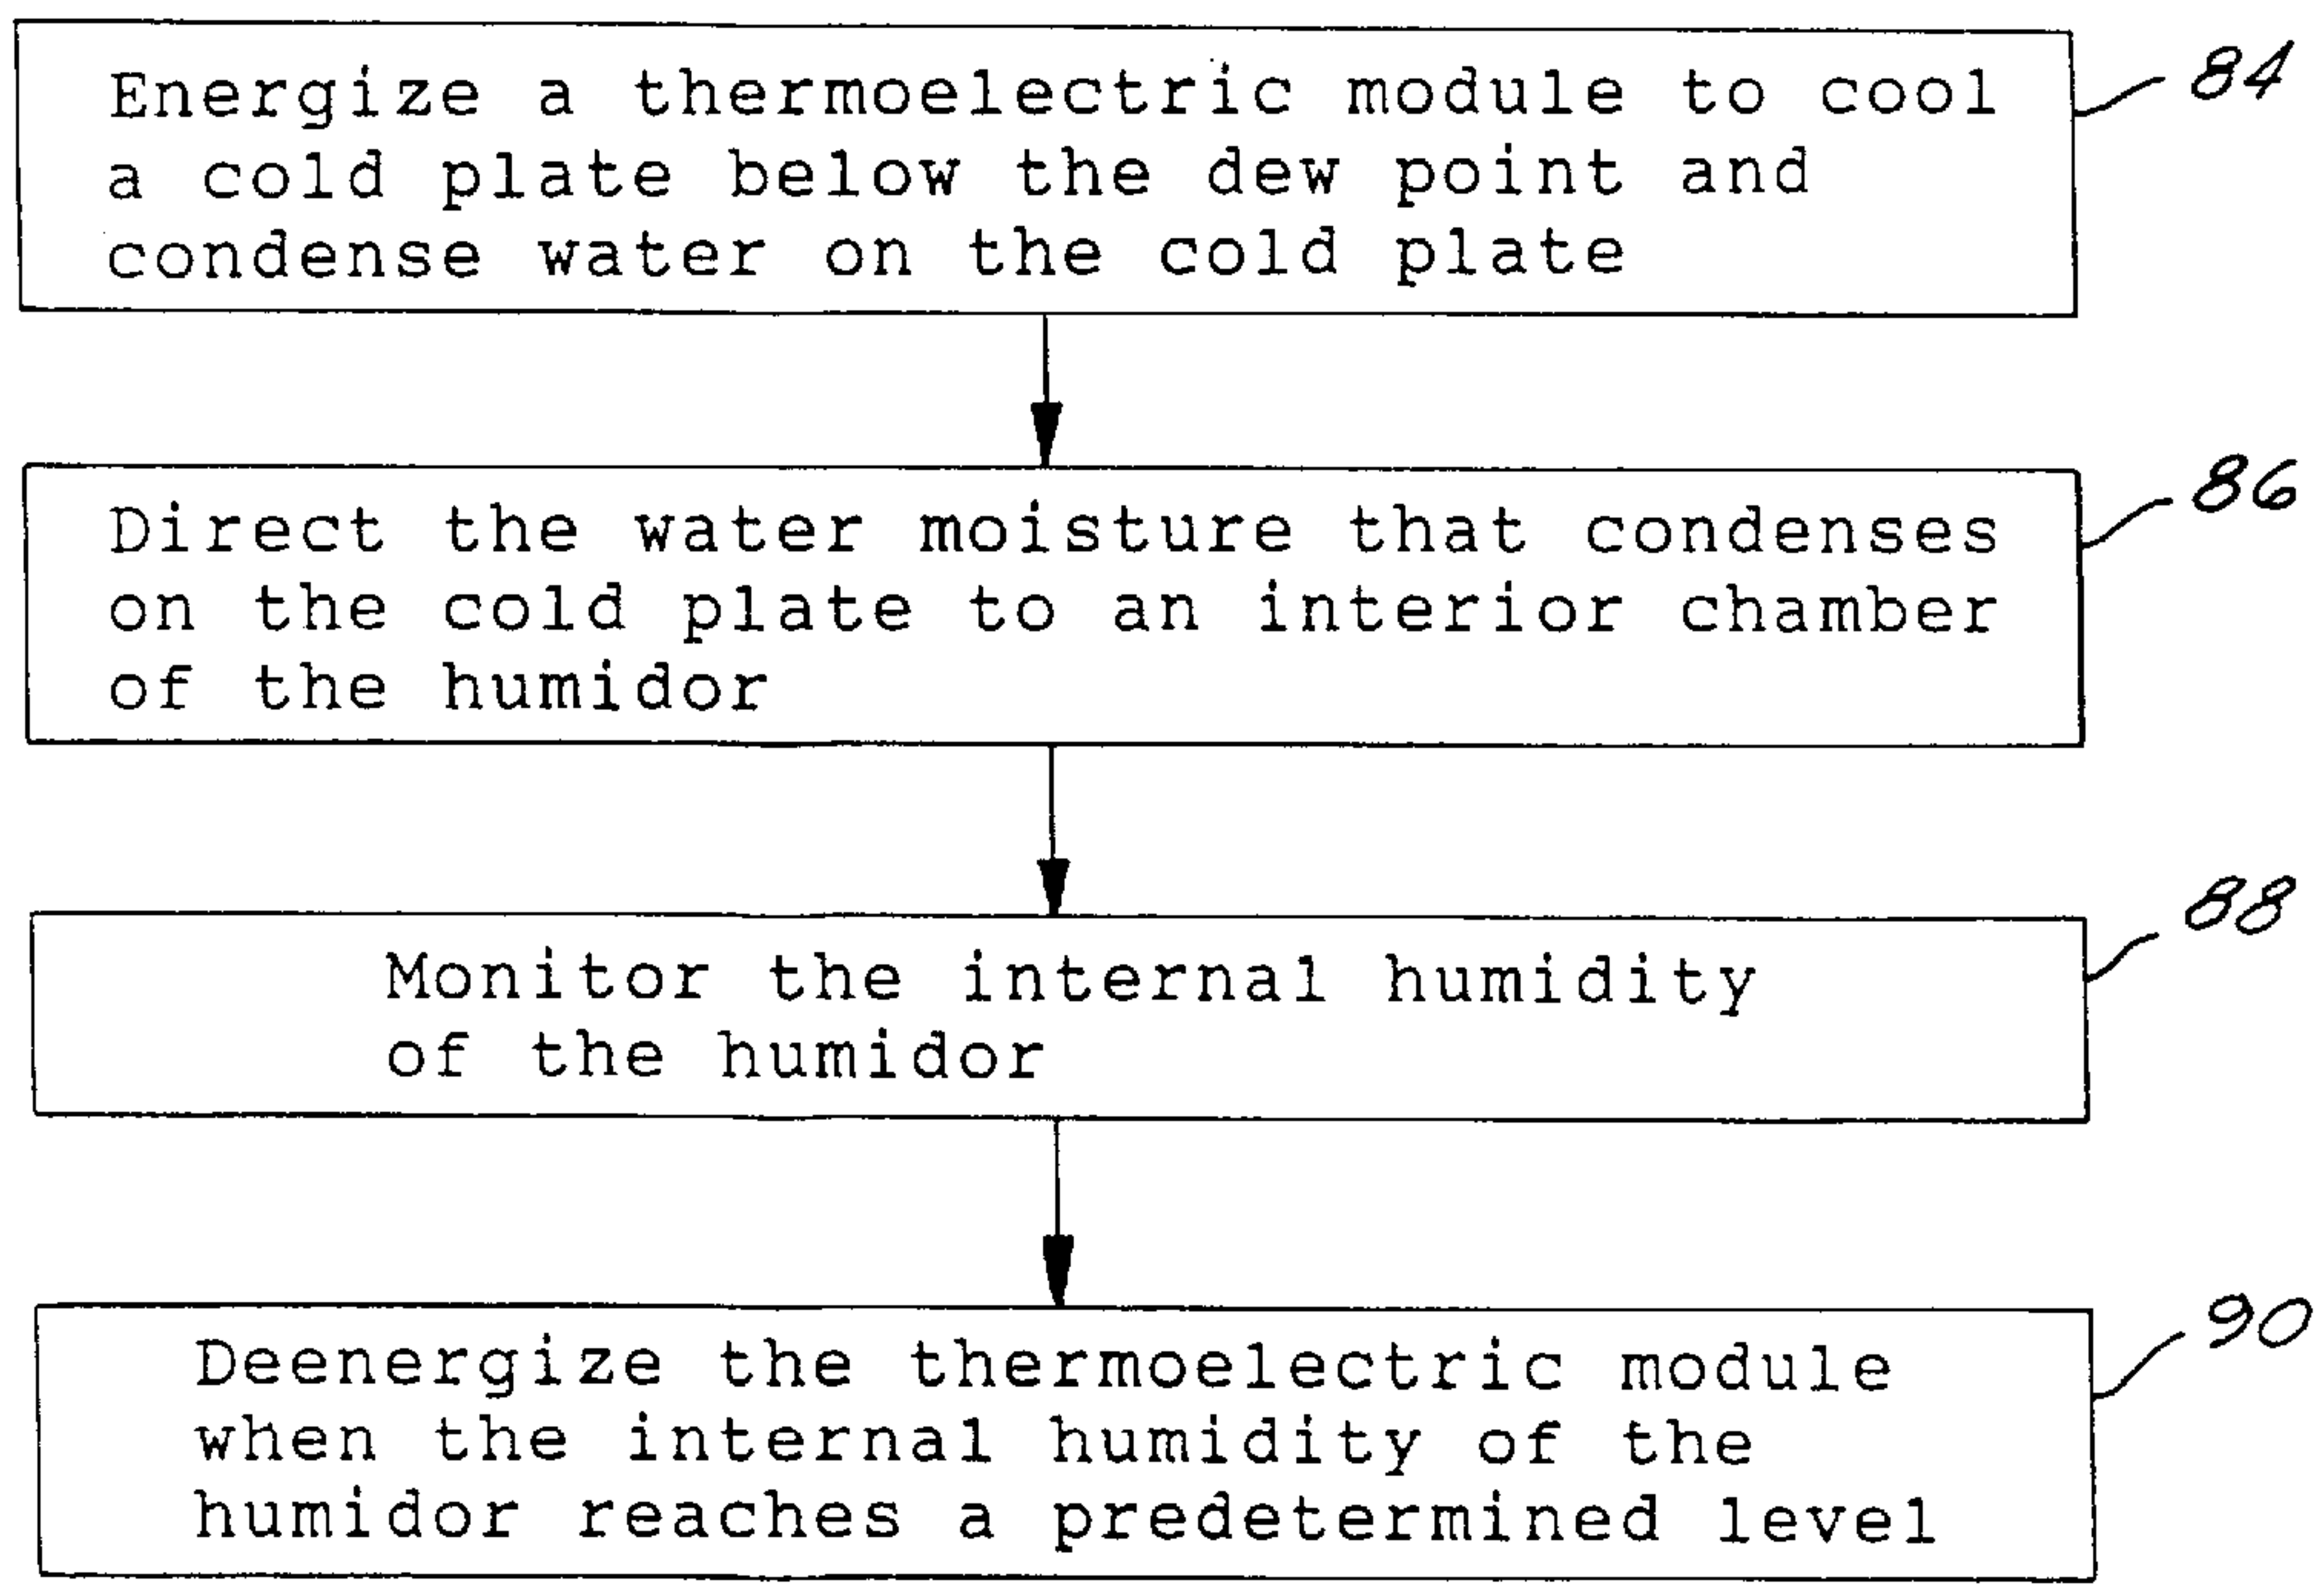 Energize a thermoelectric module to cool
a cold plate below the dew point and
condense water on the cold plate
84
Direct the water moisture that condenses
on the cold plate to an interior chamber
of the humidor
86
Monitor the internal humidity
of the humidor
88
Deenergize the thermoelectric module
when the internal humidity of the
humidor reaches a predetermined level
90